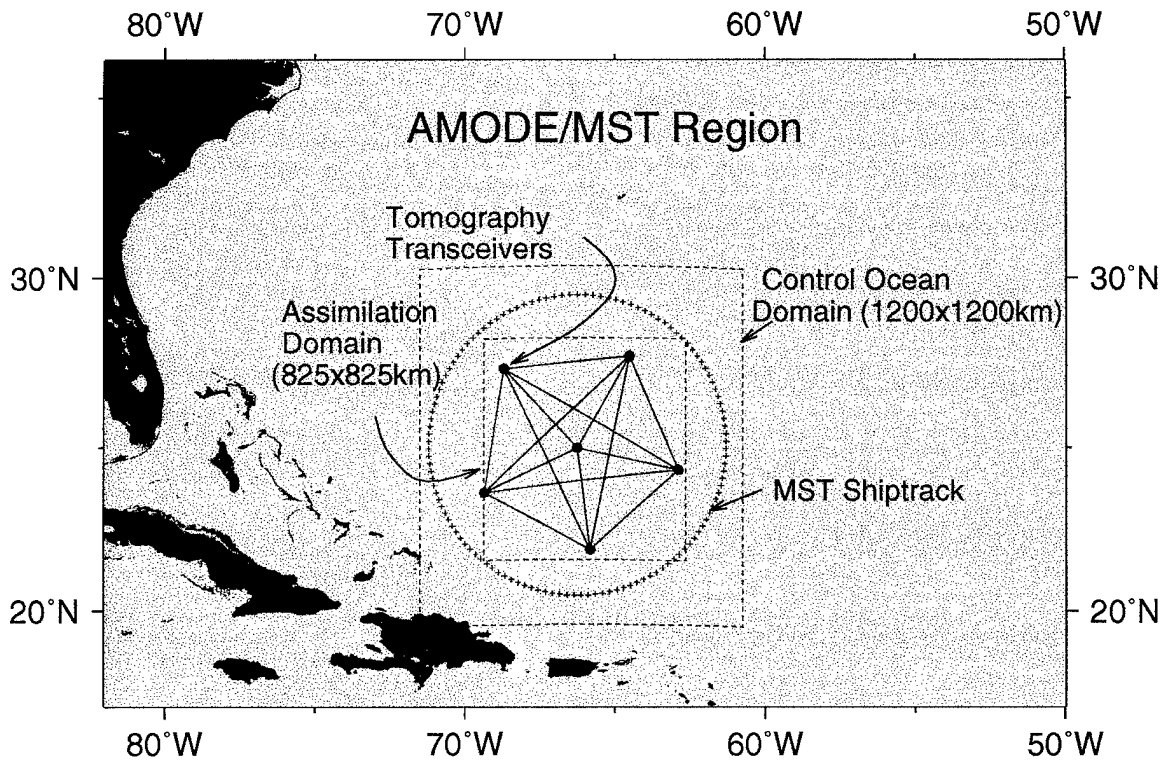 80˚W 70˚W 60˚W 50˚W
AMODE/MST Region
Tomography
Transceivers
30˚N 30˚N
Control Ocean
Domain (1200x1200km)
Assimilation
Domain
(825x825km)
MST Shiptrack
20˚N 20˚N
80˚W 70˚W 60˚W 50˚W